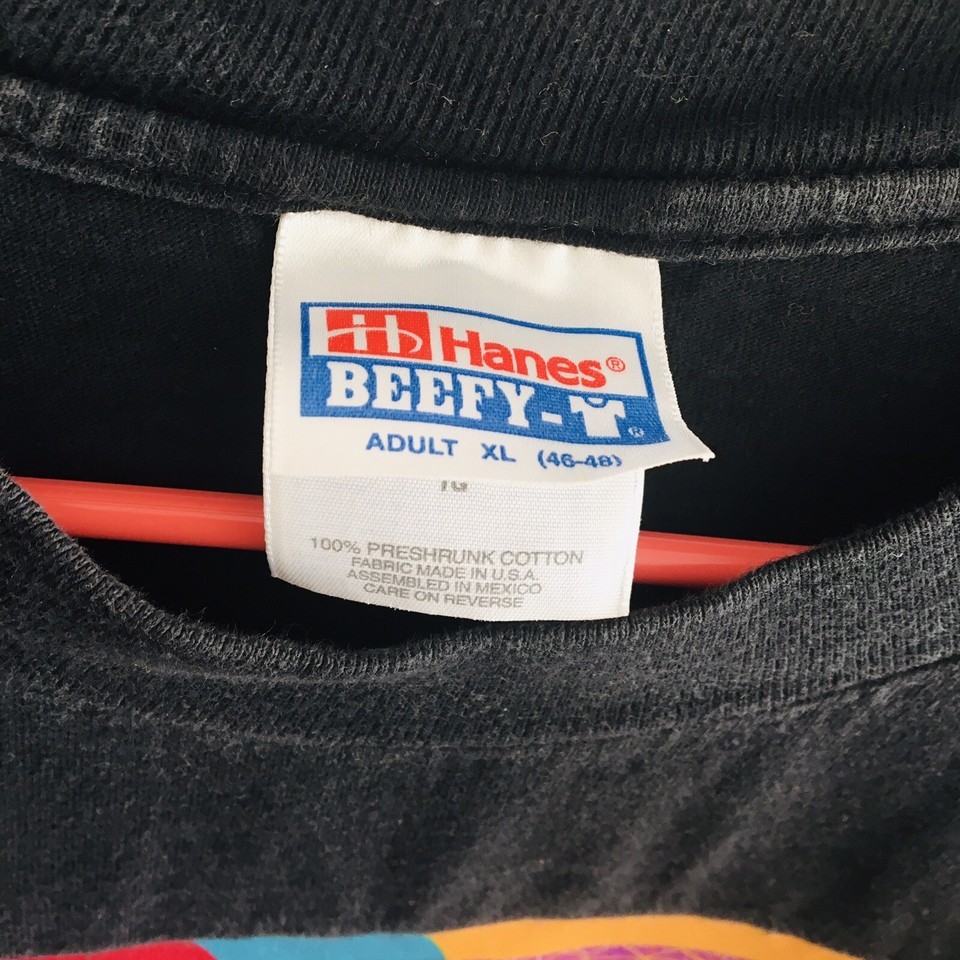 Hanes®
BEEFY-T®
ADULT XL (46-48)
100% PRESHRUNK COTTON
FABRIC MADE IN U.S.A.
ASSEMBLED IN MEXICO
CARE ON REVERSE